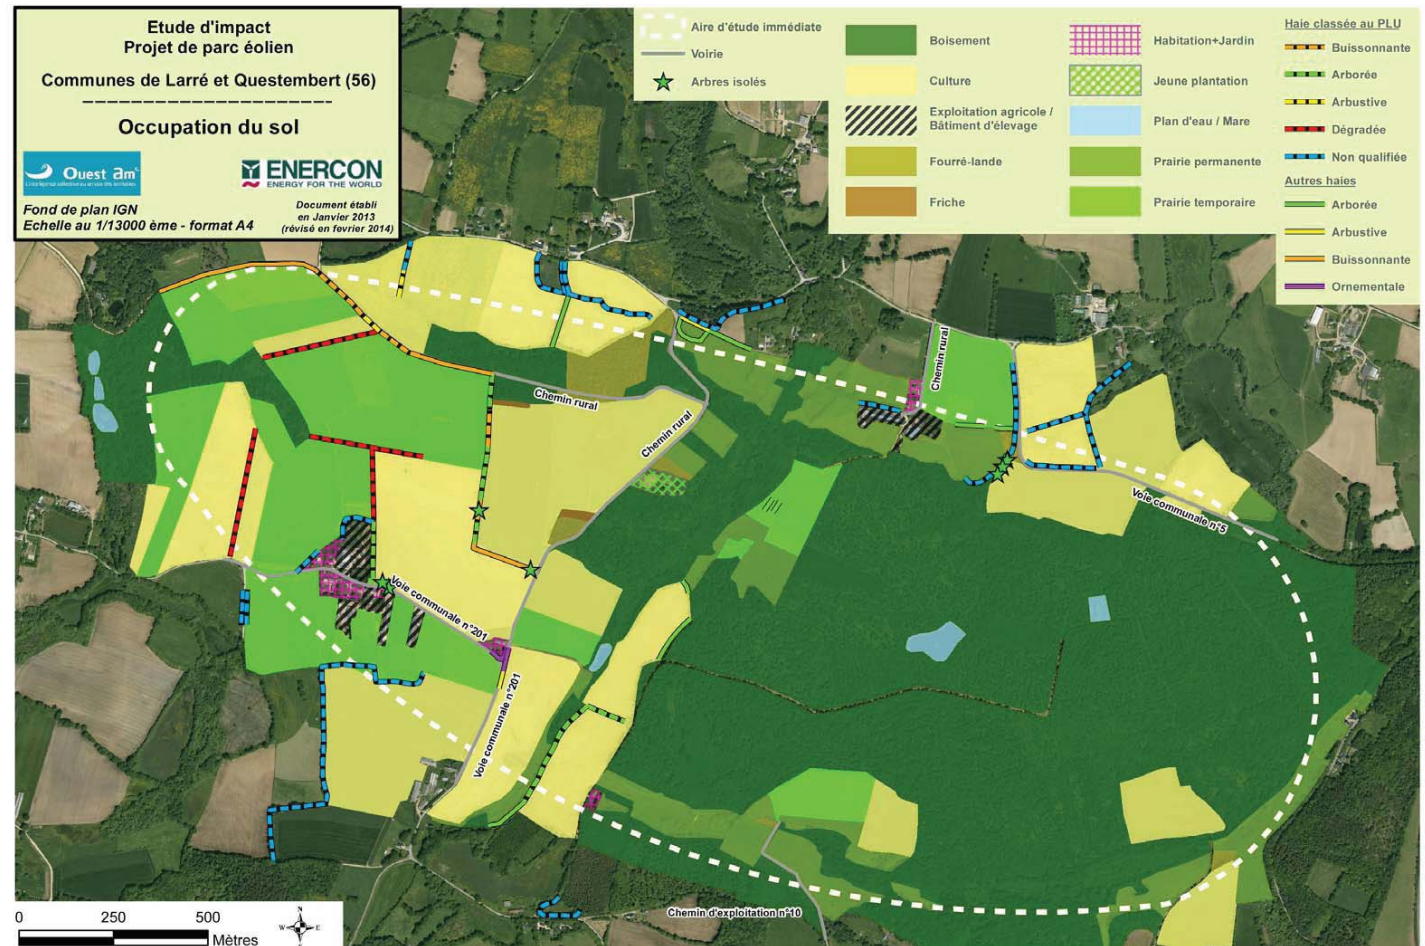 Etude d'impact
Projet de parc éolien
Communes de Larré et Questembert (56)
Occupation du sol
Ouest am'
ENERCON
ENERGY FOR THE WORLD
Fond de plan IGN
Echelle au 1/13000 ème - format A4
Document établi
en Janvier 2013
(révisé en fevrier 2014)
Aire d'étude immédiate
Voirie
Arbres isolés
Boisement
Culture
Exploitation agricole /
Bâtiment d'élevage
Fourré-lande
Friche
Habitation+Jardin
Jeune plantation
Plan d'eau / Mare
Prairie permanente
Prairie temporaire
Haie classée au PLU
Buissonnante
Arborée
Arbustive
Dégradée
Non qualifiée
Autres haies
Arborée
Arbustive
Buissonnante
Ornementale
Chemin rural
Chemin rural
Chemin rural
Voie communale n°5
Voie communale n°201
Voie communale n°201
Chemin d'exploitation n°10
0 250 500
Mètres
N
W E
S